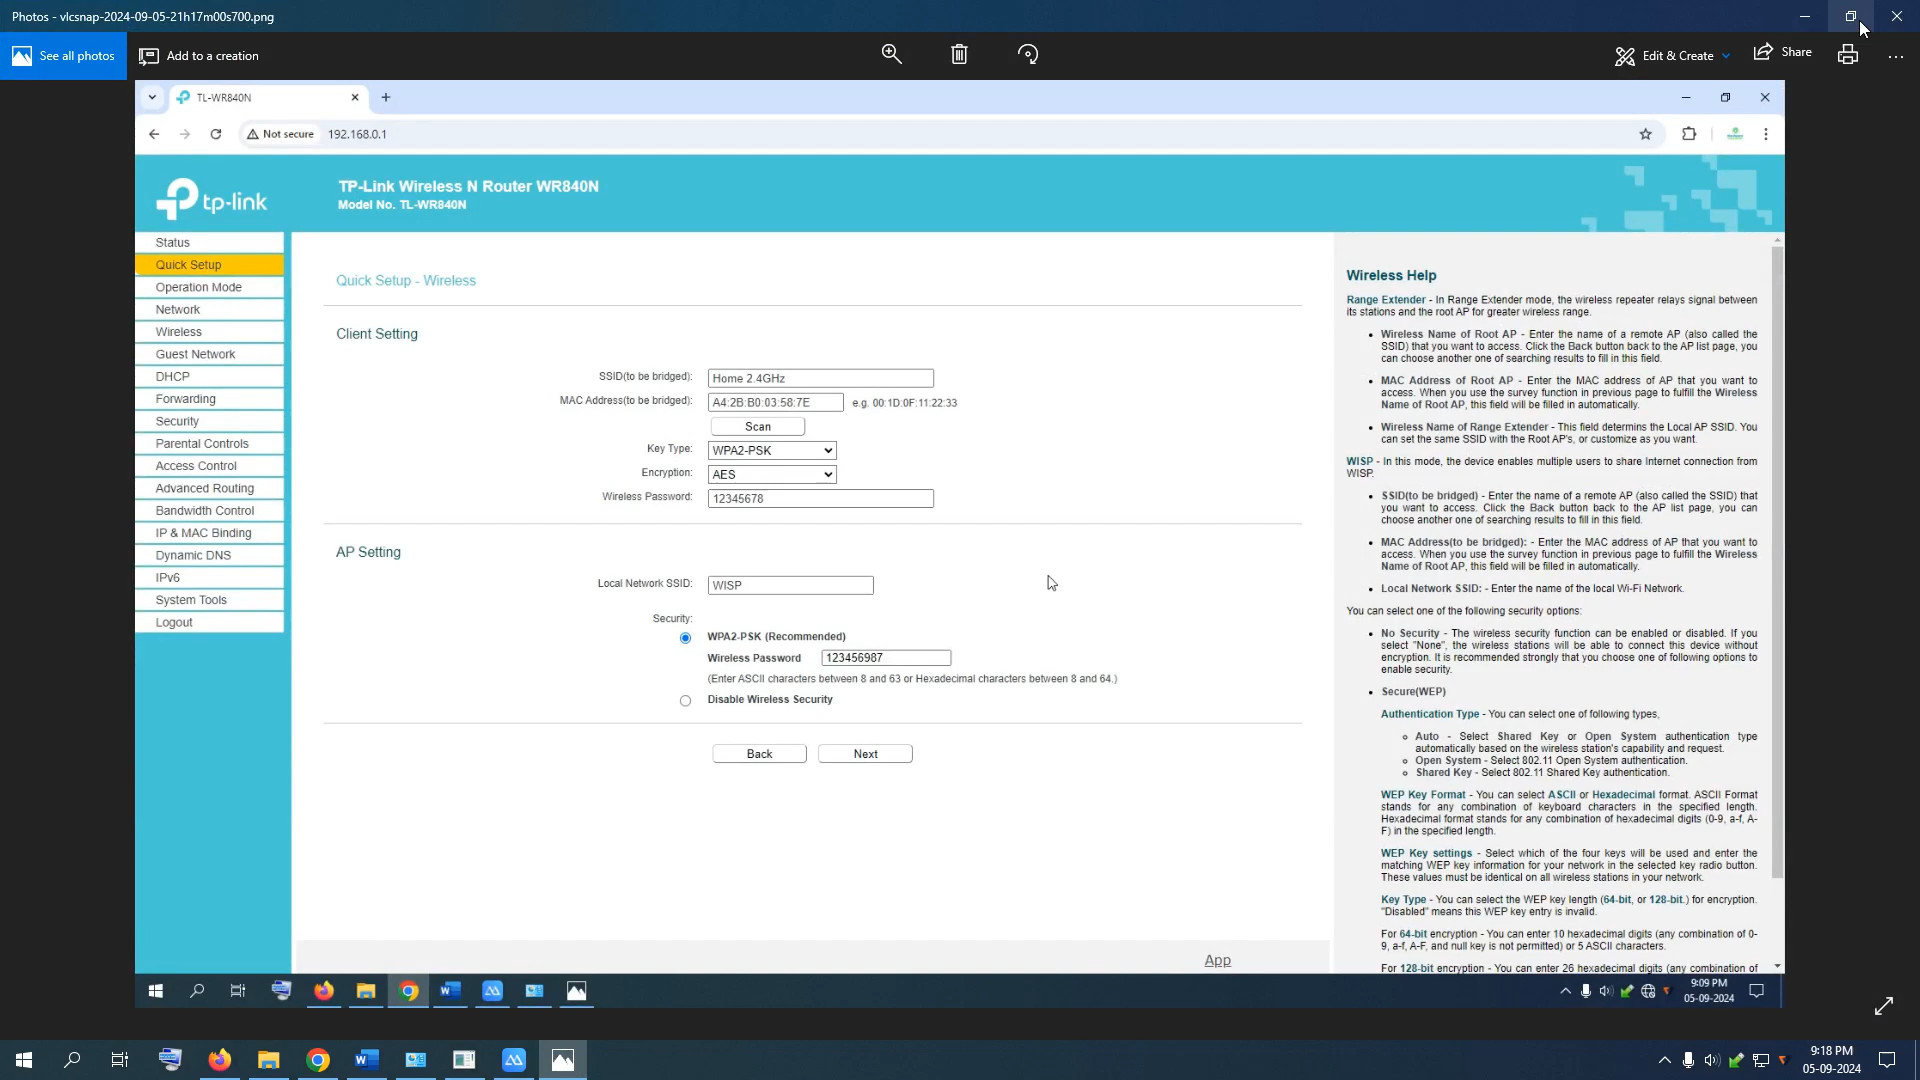 Photos - vlcsnap-2024-09-05-21h17m00s700.png
See all photos
Add to a creation
Edit & Create
Share
TL-WR840N
Not secure
192.168.0.1
tp-link
TP-Link Wireless N Router WR840N
Model No. TL-WR840N
Status
Quick Setup
Operation Mode
Network
Wireless
Guest Network
DHCP
Forwarding
Security
Parental Controls
Access Control
Advanced Routing
Bandwidth Control
IP & MAC Binding
Dynamic DNS
IPv6
System Tools
Logout
Quick Setup - Wireless
Client Setting
SSID(to be bridged): Home 2.4GHz
MAC Address(to be bridged): A4:2B:B0:03:58:7E e.g. 00:1D:0F:11:22:33
Scan
Key Type: WPA2-PSK
Encryption: AES
Wireless Password: 12345678
AP Setting
Local Network SSID: WISP
Security:
WPA2-PSK (Recommended)
Wireless Password 123456987
(Enter ASCII characters between 8 and 63 or Hexadecimal characters between 8 and 64.)
Disable Wireless Security
Back Next
App
Wireless Help
Range Extender - In Range Extender mode, the wireless repeater relays signal between
its stations and the root AP for greater wireless range.
• Wireless Name of Root AP - Enter the name of a remote AP (also called the
SSID) that you want to access. Click the Back button back to the AP list page, you
can choose another one of searching results to fill in this field.
• MAC Address of Root AP - Enter the MAC address of AP that you want to
access. When you use the survey function in previous page to fulfill the Wireless
Name of Root AP, this field will be filled in automatically.
• Wireless Name of Range Extender - This field determines the Local AP SSID. You
can set the same SSID with the Root AP's, or customize as you want.
WISP - In this mode, the device enables multiple users to share Internet connection from
WISP.
• SSID(to be bridged) - Enter the name of a remote AP (also called the SSID) that
you want to access. Click the Back button back to the AP list page, you can
choose another one of searching results to fill in this field.
• MAC Address(to be bridged): - Enter the MAC address of AP that you want to
access. When you use the survey function in previous page to fulfill the Wireless
Name of Root AP, this field will be filled in automatically.
• Local Network SSID: - Enter the name of the local Wi-Fi Network.
You can select one of the following security options:
• No Security - The wireless security function can be enabled or disabled. If you
select "None", the wireless stations will be able to connect this device without
encryption. It is recommended strongly that you choose one of following options to
enable security.
• Secure(WEP)
Authentication Type - You can select one of following types,
Auto - Select Shared Key or Open System authentication type
automatically based on the wireless station's capability and request.
Open System - Select 802.11 Open System authentication.
Shared Key - Select 802.11 Shared Key authentication.
WEP Key Format - You can select ASCII or Hexadecimal format. ASCII Format
stands for any combination of keyboard characters in the specified length.
Hexadecimal format stands for any combination of hexadecimal digits (0-9, a-f, A-
F) in the specified length.
WEP Key settings - Select which of the four keys will be used and enter the
matching WEP key information for your network in the selected key radio button.
These values must be identical on all wireless stations in your network.
Key Type - You can select the WEP key length (64-bit, or 128-bit.) for encryption.
"Disabled" means this WEP key entry is invalid.
For 64-bit encryption - You can enter 10 hexadecimal digits (any combination of 0-
9, a-f, A-F, and null key is not permitted) or 5 ASCII characters.
For 128-bit encryption - You can enter 26 hexadecimal digits (any combination of
9:09 PM
05-09-2024
9:18 PM
05-09-2024